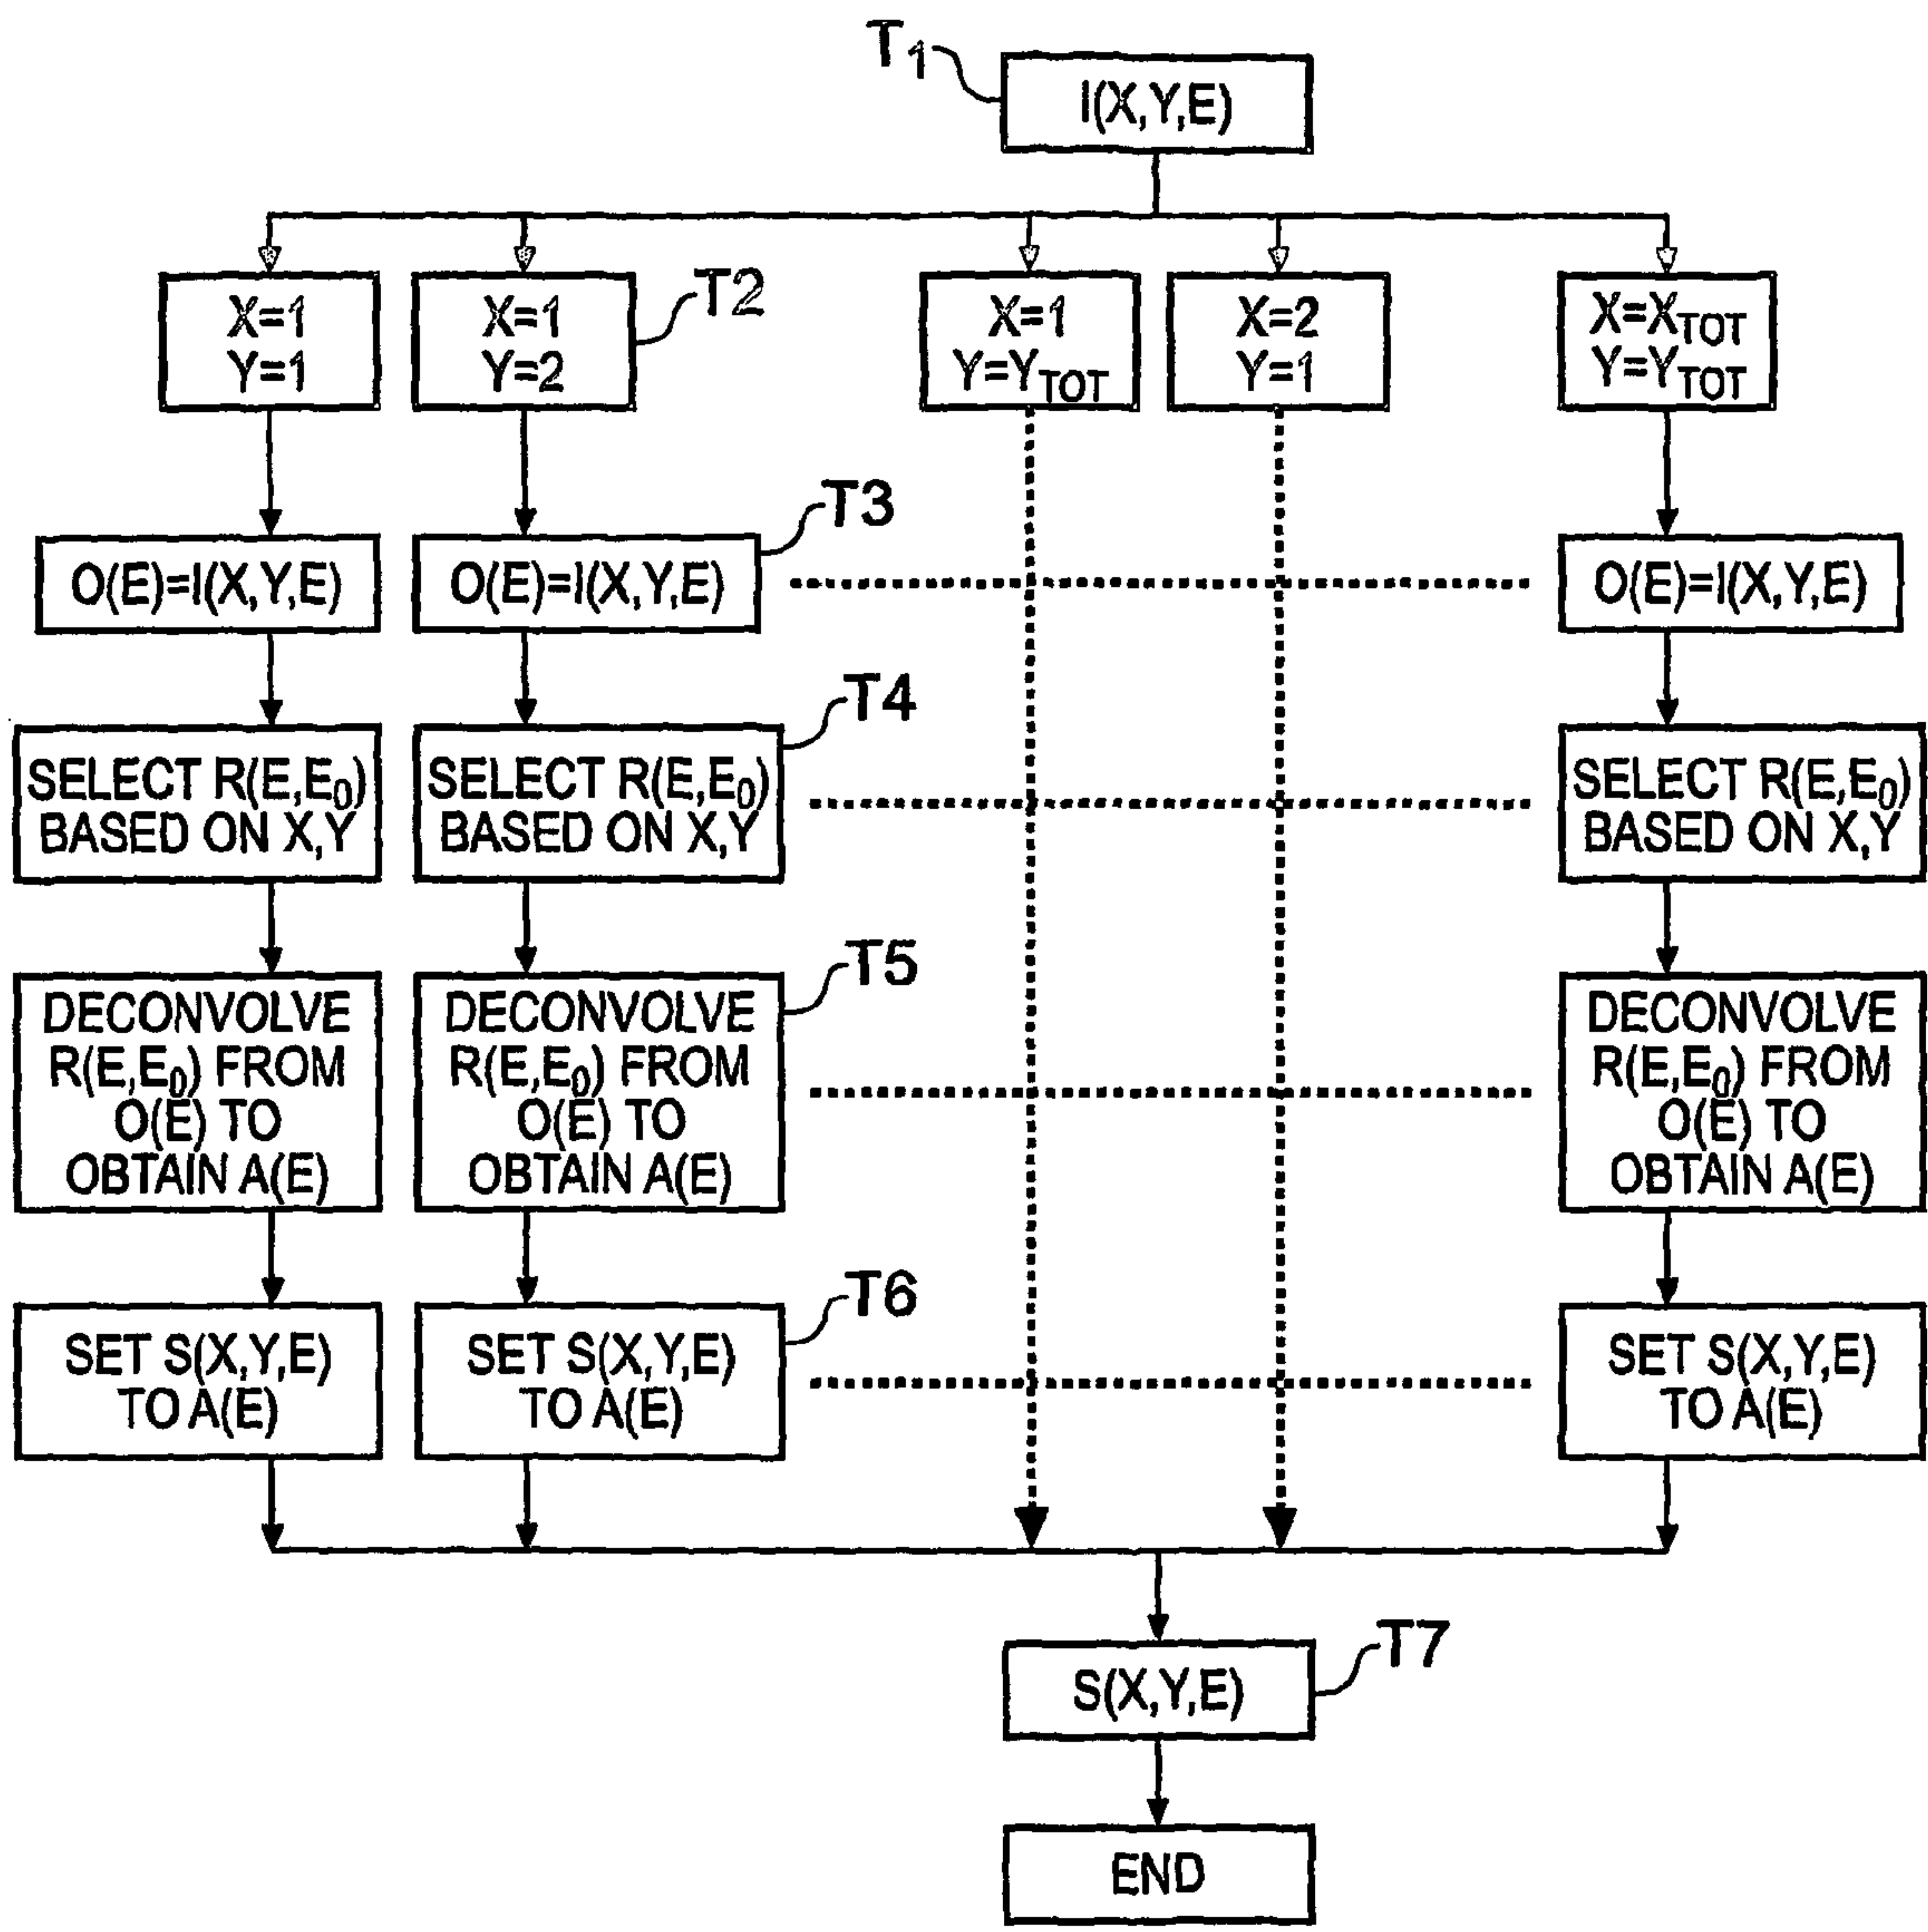 T1
I(X,Y,E)
X=1
Y=1
X=1
Y=2
T2
X=1
Y=YTOT
X=2
Y=1
X=XTOT
Y=YTOT
T3
O(E)=I(X,Y,E)
O(E)=I(X,Y,E)
O(E)=I(X,Y,E)
T4
SELECT R(E,E0)
BASED ON X,Y
SELECT R(E,E0)
BASED ON X,Y
SELECT R(E,E0)
BASED ON X,Y
T5
DECONVOLVE
R(E,E0) FROM
O(E) TO
OBTAIN A(E)
DECONVOLVE
R(E,E0) FROM
O(E) TO
OBTAIN A(E)
DECONVOLVE
R(E,E0) FROM
O(E) TO
OBTAIN A(E)
T6
SET S(X,Y,E)
TO A(E)
SET S(X,Y,E)
TO A(E)
SET S(X,Y,E)
TO A(E)
T7
S(X,Y,E)
END